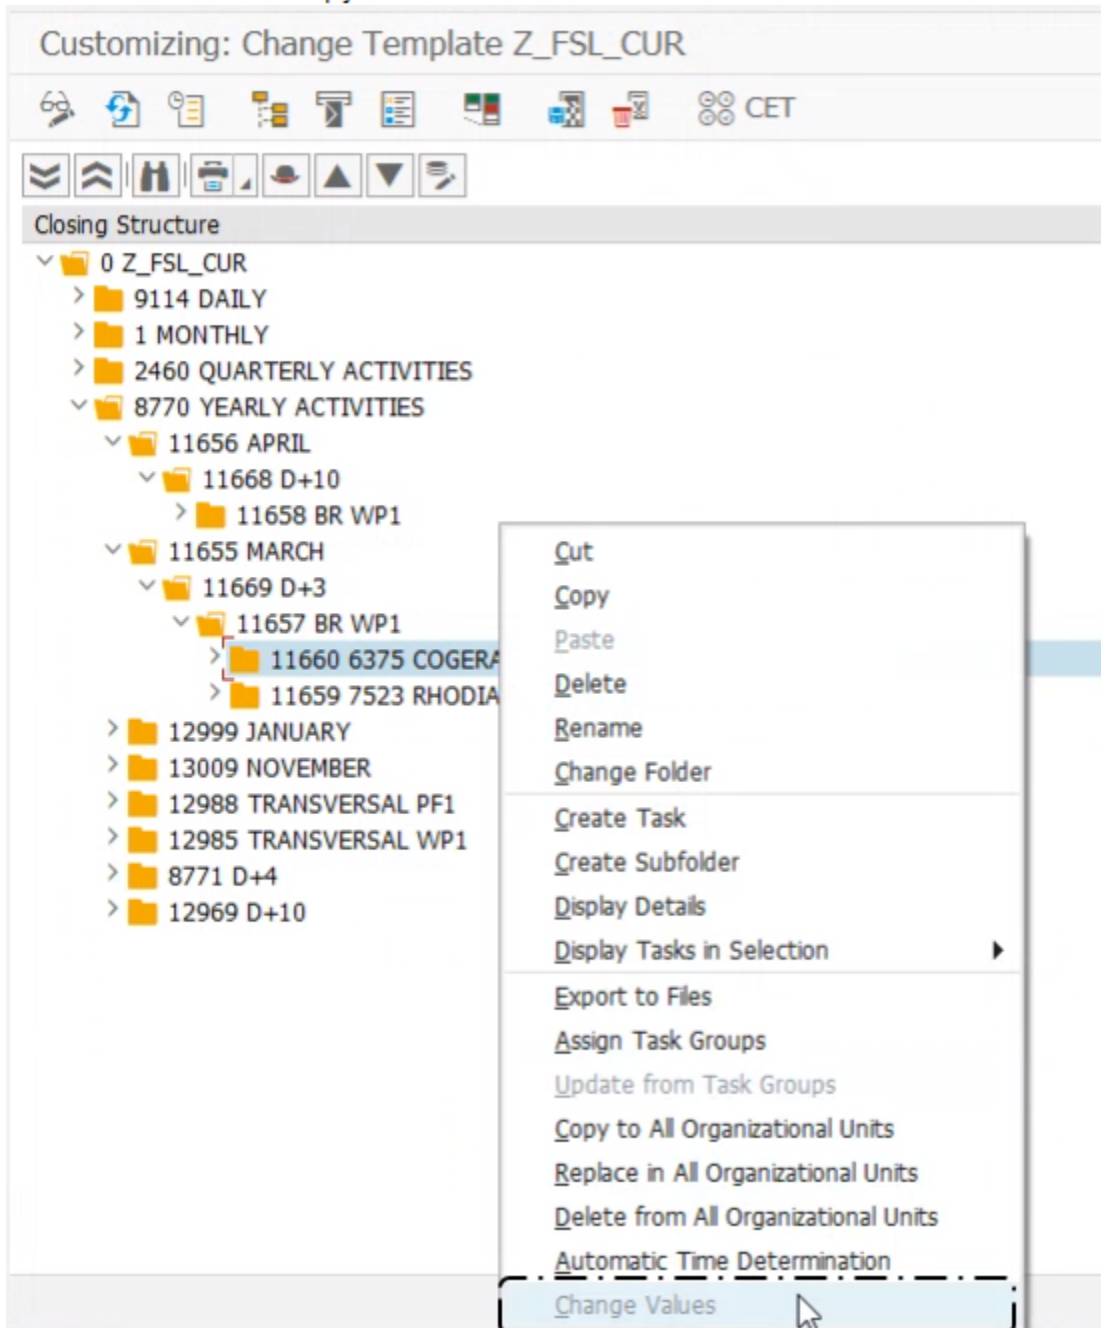 Customizing: Change Template Z_FSL_CUR
CET
Closing Structure
0 Z_FSL_CUR
9114 DAILY
1 MONTHLY
2460 QUARTERLY ACTIVITIES
8770 YEARLY ACTIVITIES
11656 APRIL
11668 D+10
11658 BR WP1
11655 MARCH
11669 D+3
11657 BR WP1
11660 6375 COGERA
11659 7523 RHODIA
12999 JANUARY
13009 NOVEMBER
12988 TRANSVERSAL PF1
12985 TRANSVERSAL WP1
8771 D+4
12969 D+10
Cut
Copy
Paste
Delete
Rename
Change Folder
Create Task
Create Subfolder
Display Details
Display Tasks in Selection
Export to Files
Assign Task Groups
Update from Task Groups
Copy to All Organizational Units
Replace in All Organizational Units
Delete from All Organizational Units
Automatic Time Determination
Change Values